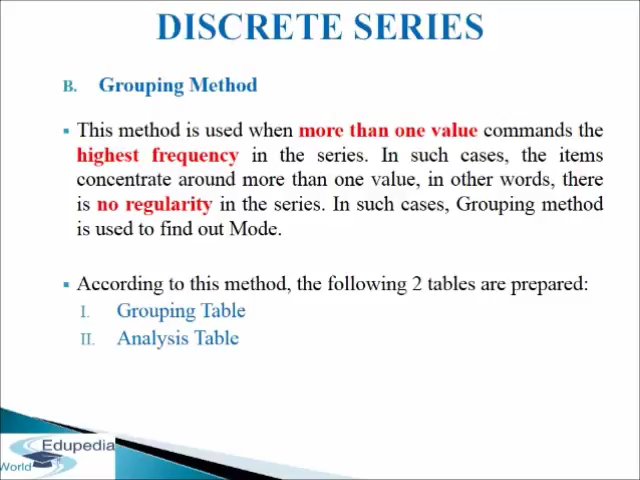 DISCRETE SERIES
B. Grouping Method
▪ This method is used when more than one value commands the
highest frequency in the series. In such cases, the items
concentrate around more than one value, in other words, there
is no regularity in the series. In such cases, Grouping method
is used to find out Mode.
▪ According to this method, the following 2 tables are prepared:
I. Grouping Table
II. Analysis Table
Edupedia
World